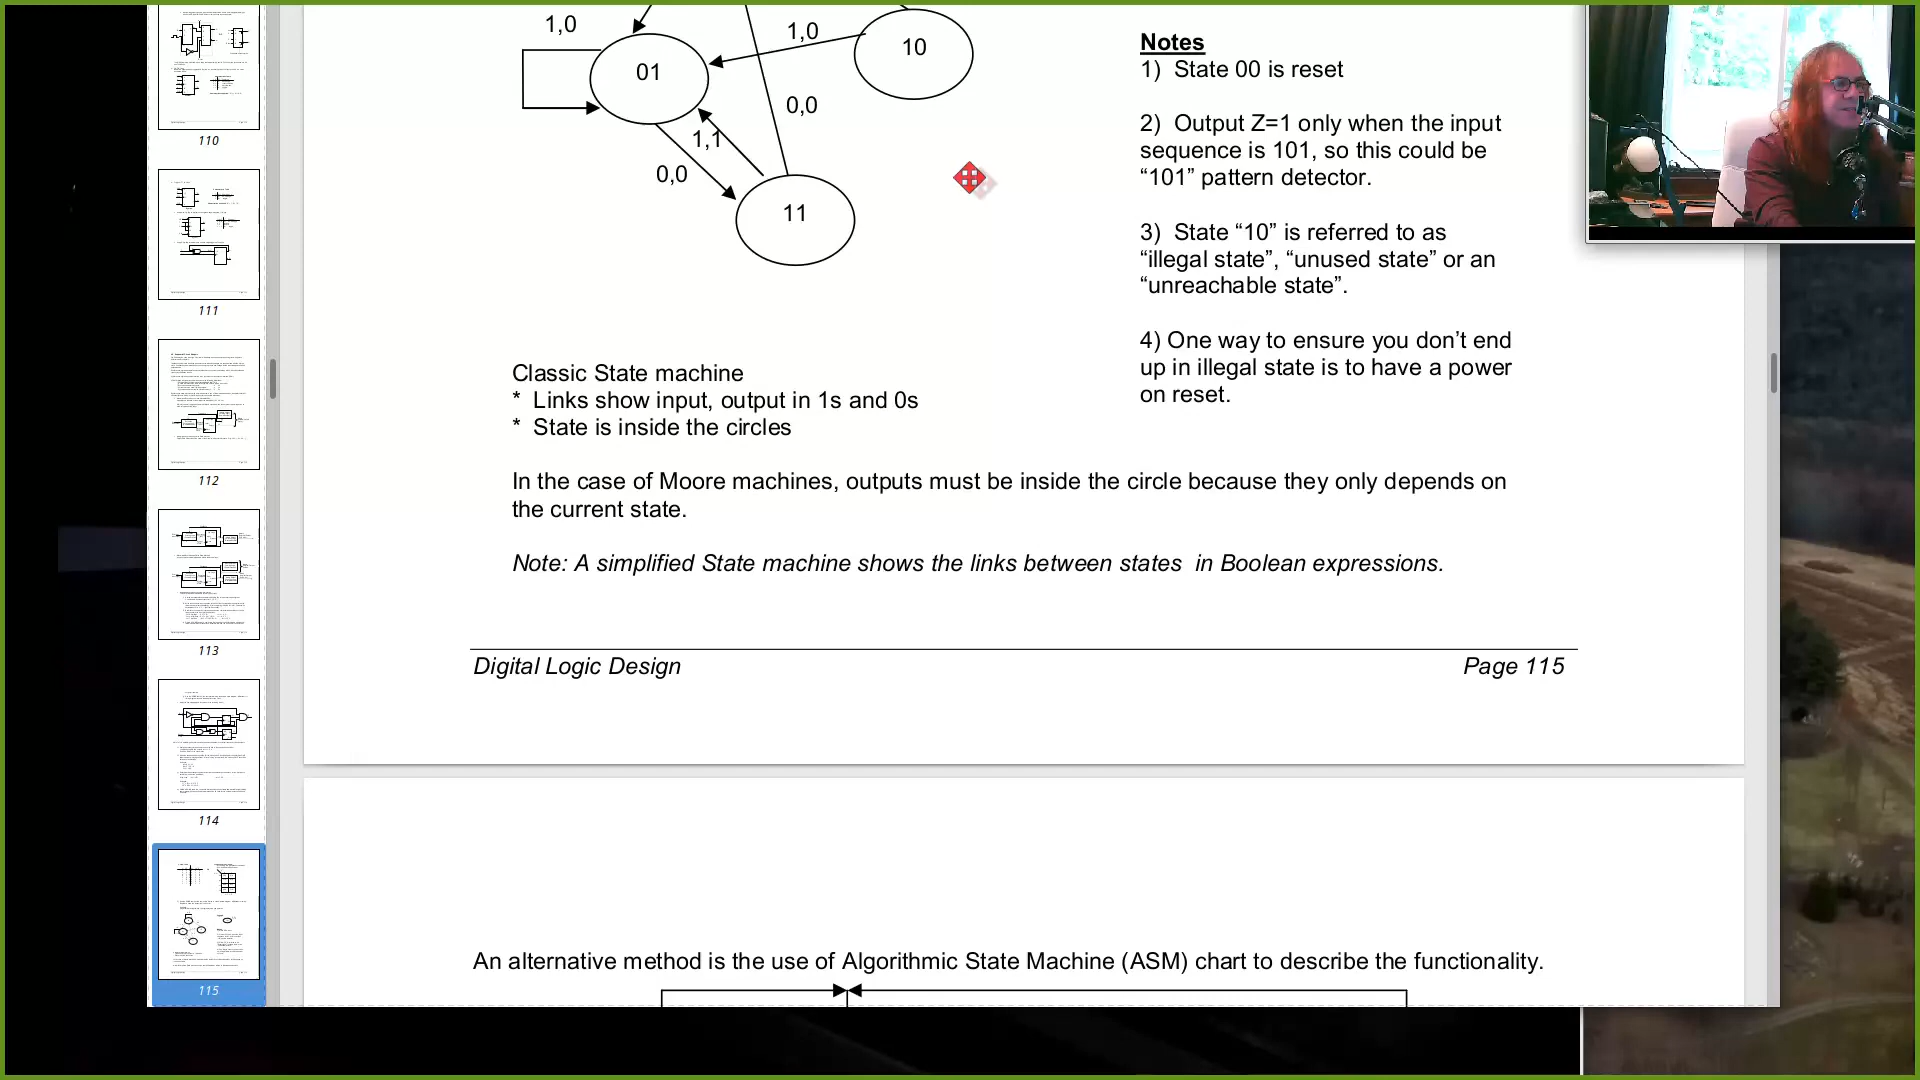 1,0
01
1,0
10
0,0
1,1
0,0
11
Notes
1) State 00 is reset
2) Output Z=1 only when the input
sequence is 101, so this could be
“101” pattern detector.
3) State “10” is referred to as
“illegal state”, “unused state” or an
“unreachable state”.
4) One way to ensure you don’t end
up in illegal state is to have a power
on reset.
Classic State machine
* Links show input, output in 1s and 0s
* State is inside the circles
In the case of Moore machines, outputs must be inside the circle because they only depends on
the current state.
Note: A simplified State machine shows the links between states in Boolean expressions.
Digital Logic Design
Page 115
An alternative method is the use of Algorithmic State Machine (ASM) chart to describe the functionality.
110
111
112
113
114
115